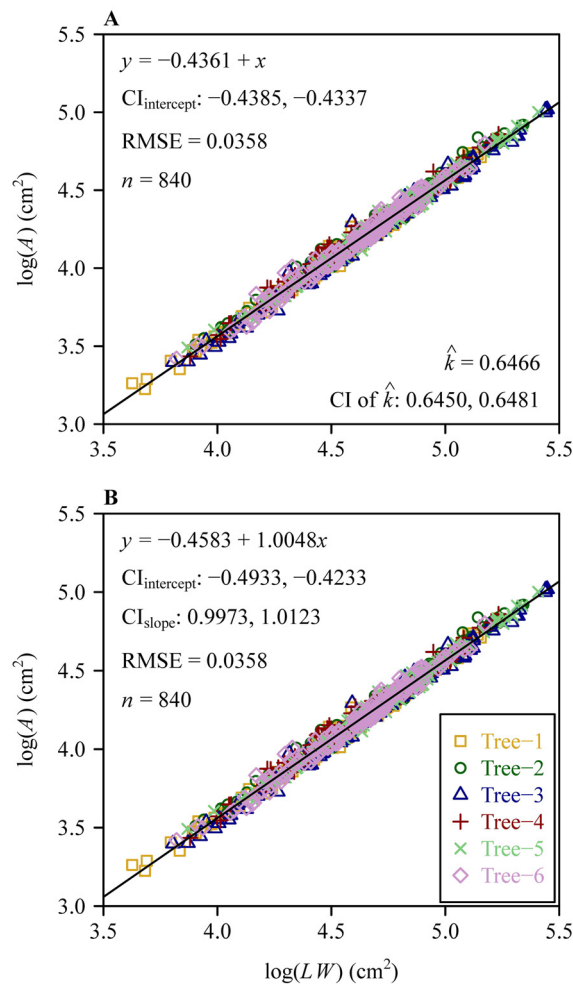 A
5.5
5.0
4.5
4.0
3.5
3.0
log(A) (cm²)
y = −0.4361 + x
CIintercept: −0.4385, −0.4337
RMSE = 0.0358
n = 840
k̂ = 0.6466
CI of k̂: 0.6450, 0.6481
3.5 4.0 4.5 5.0 5.5
B
5.5
5.0
4.5
4.0
3.5
3.0
log(A) (cm²)
y = −0.4583 + 1.0048x
CIintercept: −0.4933, −0.4233
CIslope: 0.9973, 1.0123
RMSE = 0.0358
n = 840
Tree−1
Tree−2
Tree−3
Tree−4
Tree−5
Tree−6
3.5 4.0 4.5 5.0 5.5
log(LW) (cm²)